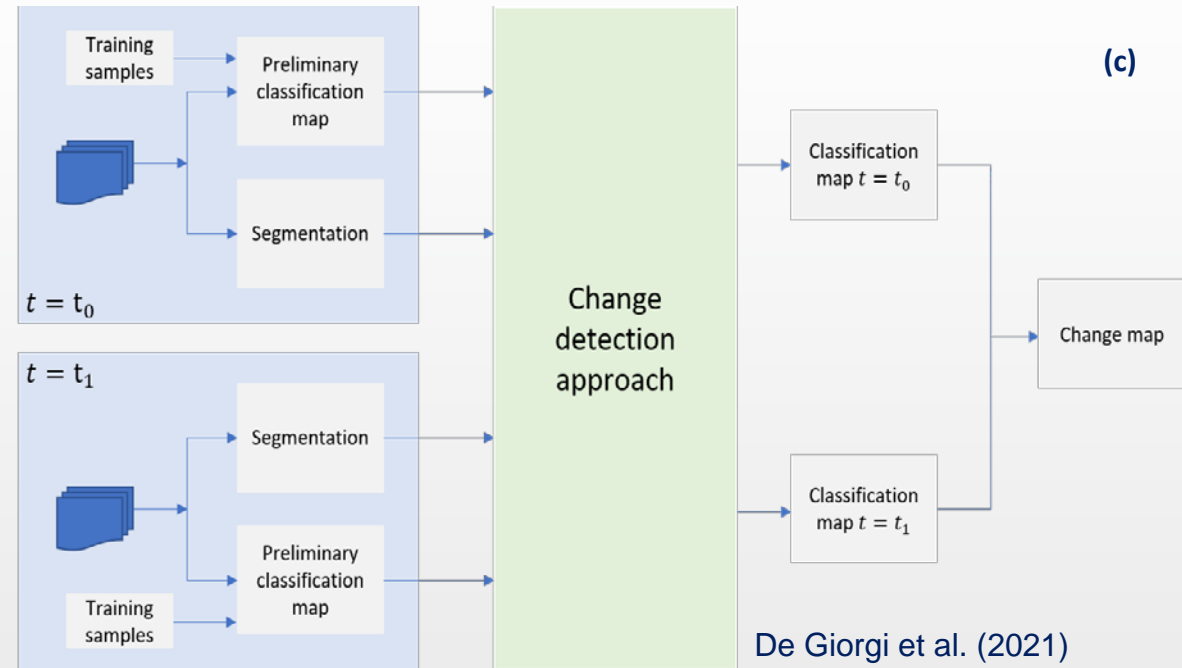 Training
samples
Preliminary
classification
map
Segmentation
t = t₀
t = t₁
Segmentation
Preliminary
classification
map
Training
samples
Change
detection
approach
(c)
Classification
map t = t₀
Change map
Classification
map t = t₁
De Giorgi et al. (2021)